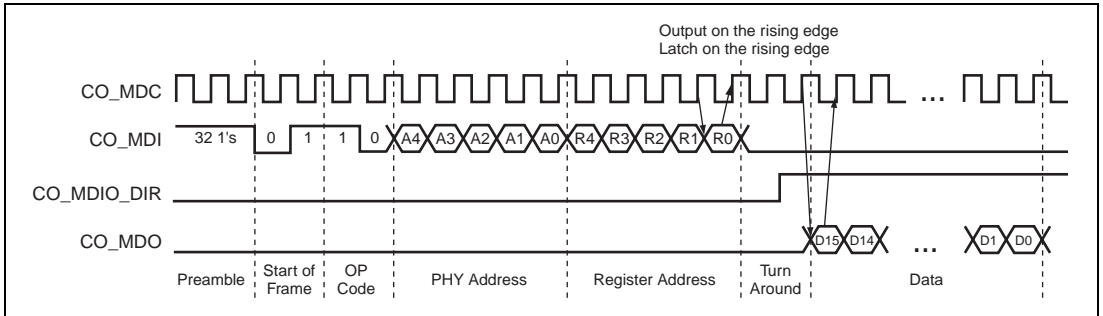 Output on the rising edge
Latch on the rising edge
CO_MDC
...
CO_MDI 32 1's 0 1 1 0 A4 A3 A2 A1 A0 R4 R3 R2 R1 R0
CO_MDIO_DIR
CO_MDO D15 D14 ... D1 D0
Preamble Start of Frame OP Code PHY Address Register Address Turn Around Data